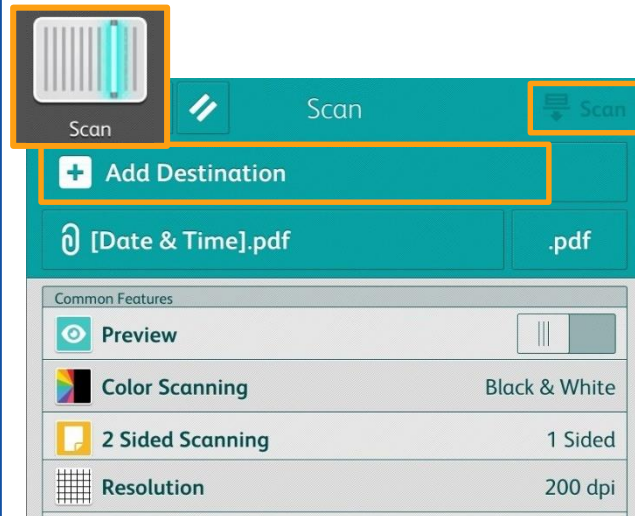 Scan
Scan
Scan
Add Destination
[Date & Time].pdf
.pdf
Common Features
Preview
Color Scanning
Black & White
2 Sided Scanning
1 Sided
Resolution
200 dpi